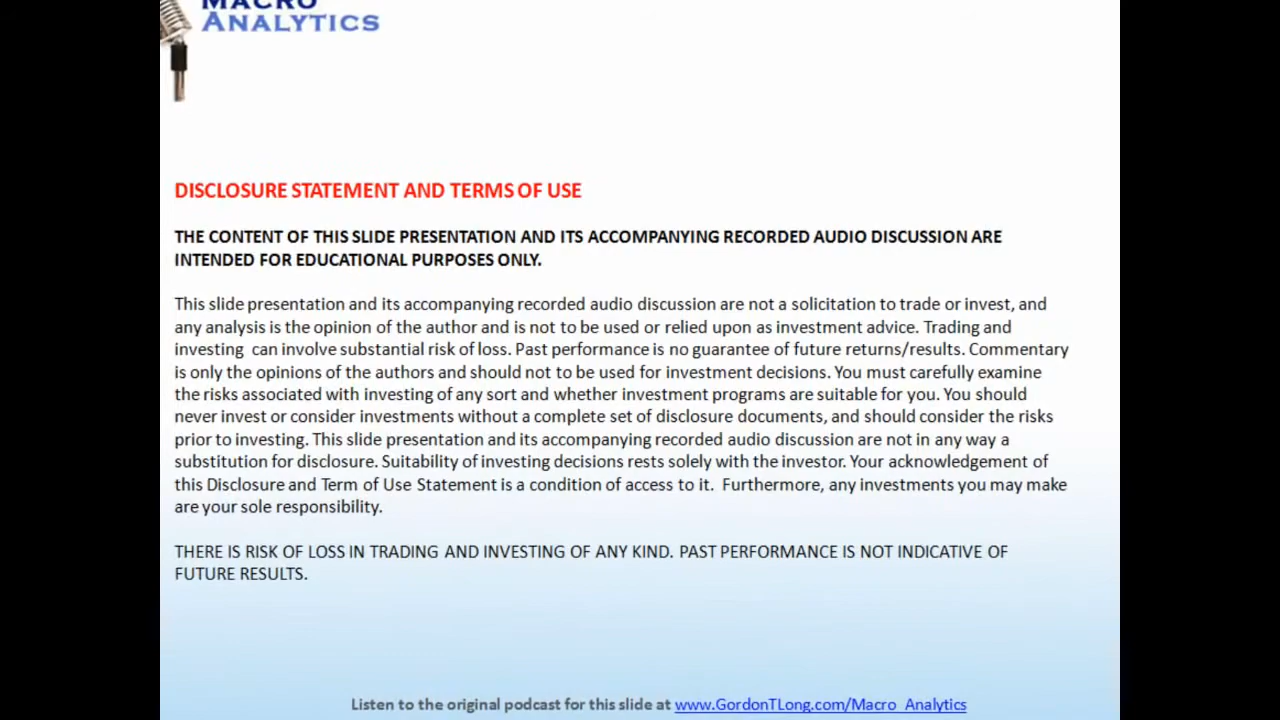 MACRO
ANALYTICS
DISCLOSURE STATEMENT AND TERMS OF USE
THE CONTENT OF THIS SLIDE PRESENTATION AND ITS ACCOMPANYING RECORDED AUDIO DISCUSSION ARE
INTENDED FOR EDUCATIONAL PURPOSES ONLY.
This slide presentation and its accompanying recorded audio discussion are not a solicitation to trade or invest, and
any analysis is the opinion of the author and is not to be used or relied upon as investment advice. Trading and
investing  can involve substantial risk of loss. Past performance is no guarantee of future returns/results. Commentary
is only the opinions of the authors and should not to be used for investment decisions. You must carefully examine
the risks associated with investing of any sort and whether investment programs are suitable for you. You should
never invest or consider investments without a complete set of disclosure documents, and should consider the risks
prior to investing. This slide presentation and its accompanying recorded audio discussion are not in any way a
substitution for disclosure. Suitability of investing decisions rests solely with the investor. Your acknowledgement of
this Disclosure and Term of Use Statement is a condition of access to it.  Furthermore, any investments you may make
are your sole responsibility.
THERE IS RISK OF LOSS IN TRADING AND INVESTING OF ANY KIND. PAST PERFORMANCE IS NOT INDICATIVE OF
FUTURE RESULTS.
Listen to the original podcast for this slide at www.GordonTLong.com/Macro_Analytics